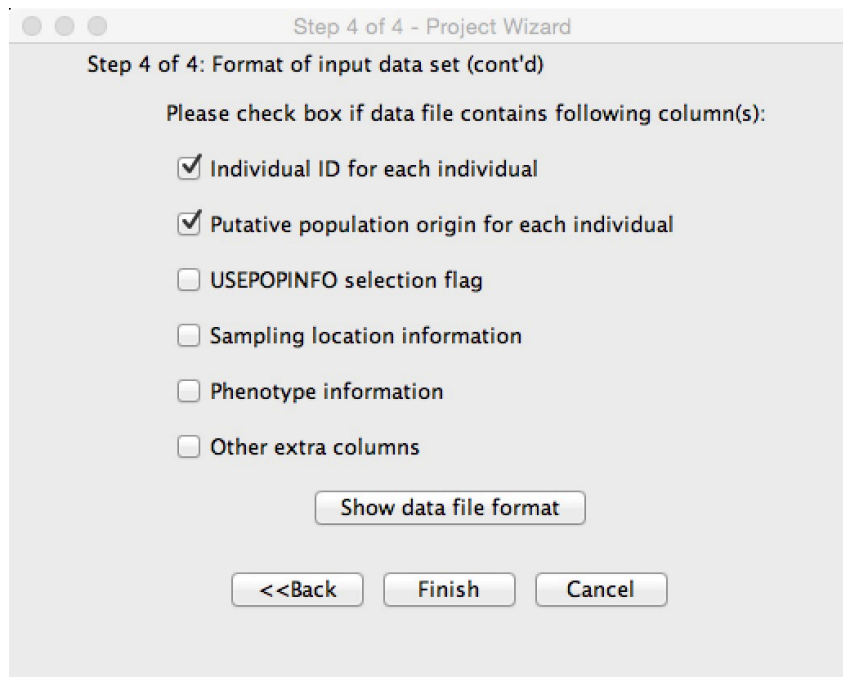 Step 4 of 4 - Project Wizard
Step 4 of 4: Format of input data set (cont'd)
Please check box if data file contains following column(s):
Individual ID for each individual
Putative population origin for each individual
USEPOPINFO selection flag
Sampling location information
Phenotype information
Other extra columns
Show data file format
<<Back Finish Cancel